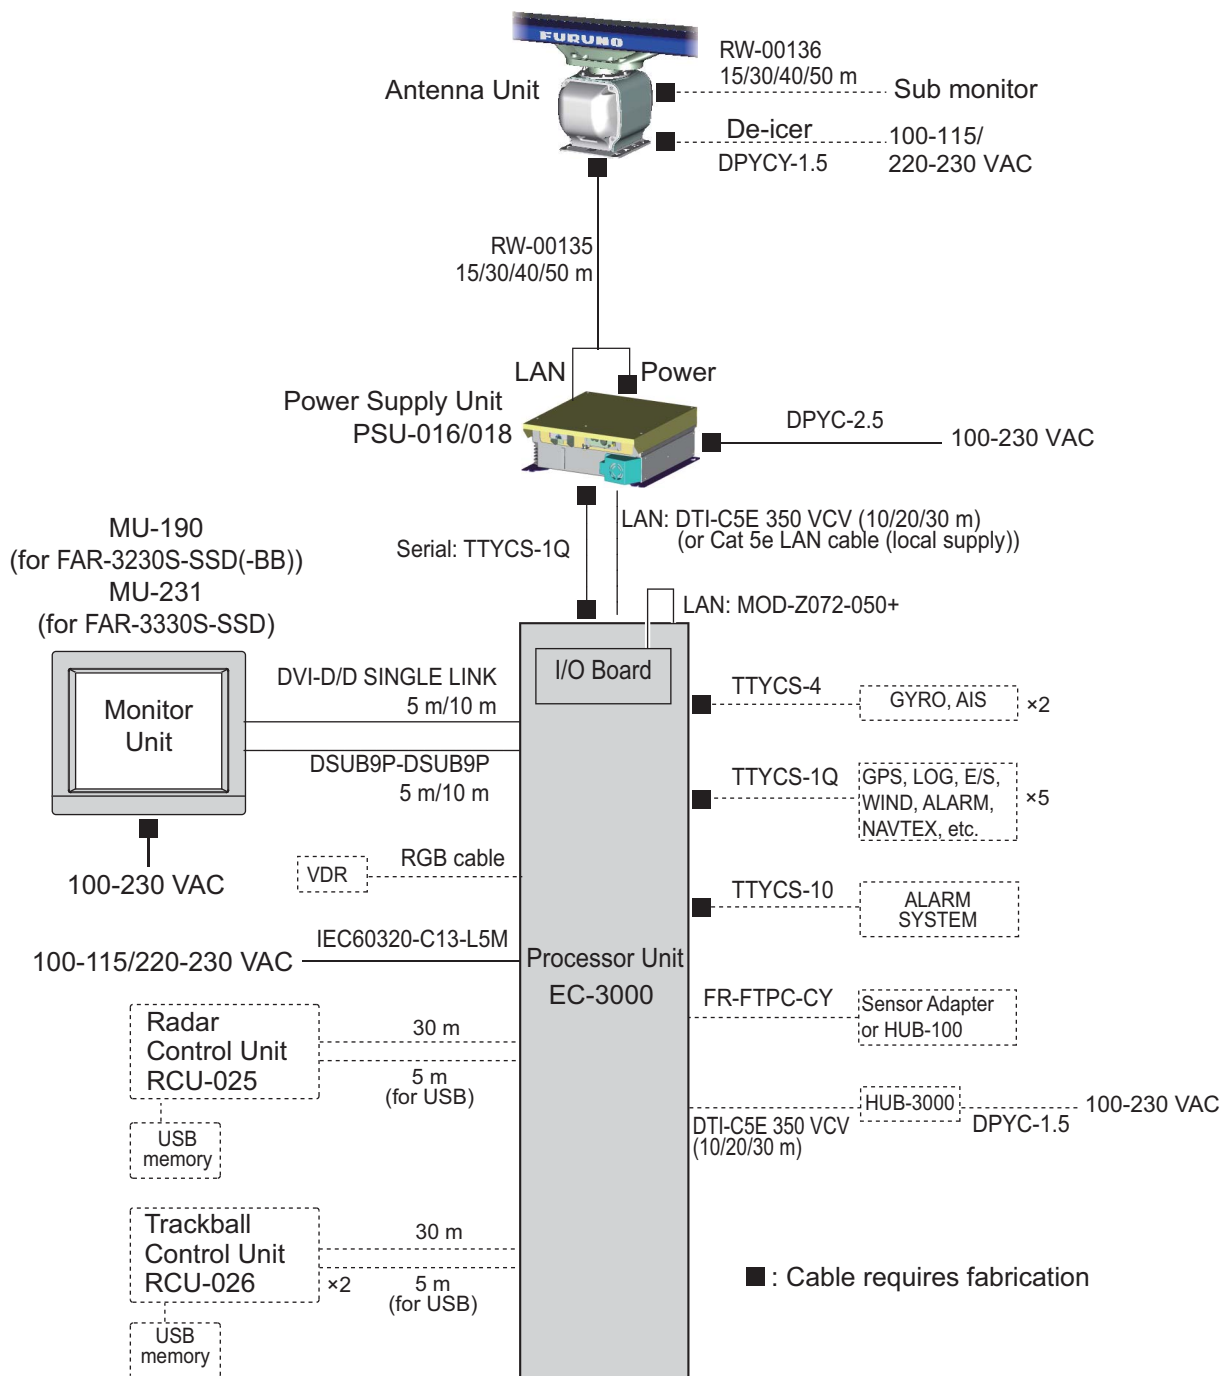 FURUNO
Antenna Unit
RW-00136
15/30/40/50 m
Sub monitor
De-icer
DPYCY-1.5
100-115/
220-230 VAC
RW-00135
15/30/40/50 m
LAN
Power
Power Supply Unit
PSU-016/018
DPYC-2.5
100-230 VAC
LAN: DTI-C5E 350 VCV (10/20/30 m)
(or Cat 5e LAN cable (local supply))
Serial: TTYCS-1Q
MU-190
(for FAR-3230S-SSD(-BB))
MU-231
(for FAR-3330S-SSD)
LAN: MOD-Z072-050+
I/O Board
Monitor
Unit
DVI-D/D SINGLE LINK
5 m/10 m
DSUB9P-DSUB9P
5 m/10 m
100-230 VAC
TTYCS-4
GYRO, AIS
×2
TTYCS-1Q
GPS, LOG, E/S,
WIND, ALARM,
NAVTEX, etc.
×5
VDR
RGB cable
TTYCS-10
ALARM
SYSTEM
100-115/220-230 VAC
IEC60320-C13-L5M
Processor Unit
EC-3000
FR-FTPC-CY
Sensor Adapter
or HUB-100
Radar
Control Unit
RCU-025
30 m
5 m
(for USB)
USB
memory
DTI-C5E 350 VCV
(10/20/30 m)
HUB-3000
DPYC-1.5
100-230 VAC
Trackball
Control Unit
RCU-026
×2
30 m
5 m
(for USB)
USB
memory
■ : Cable requires fabrication